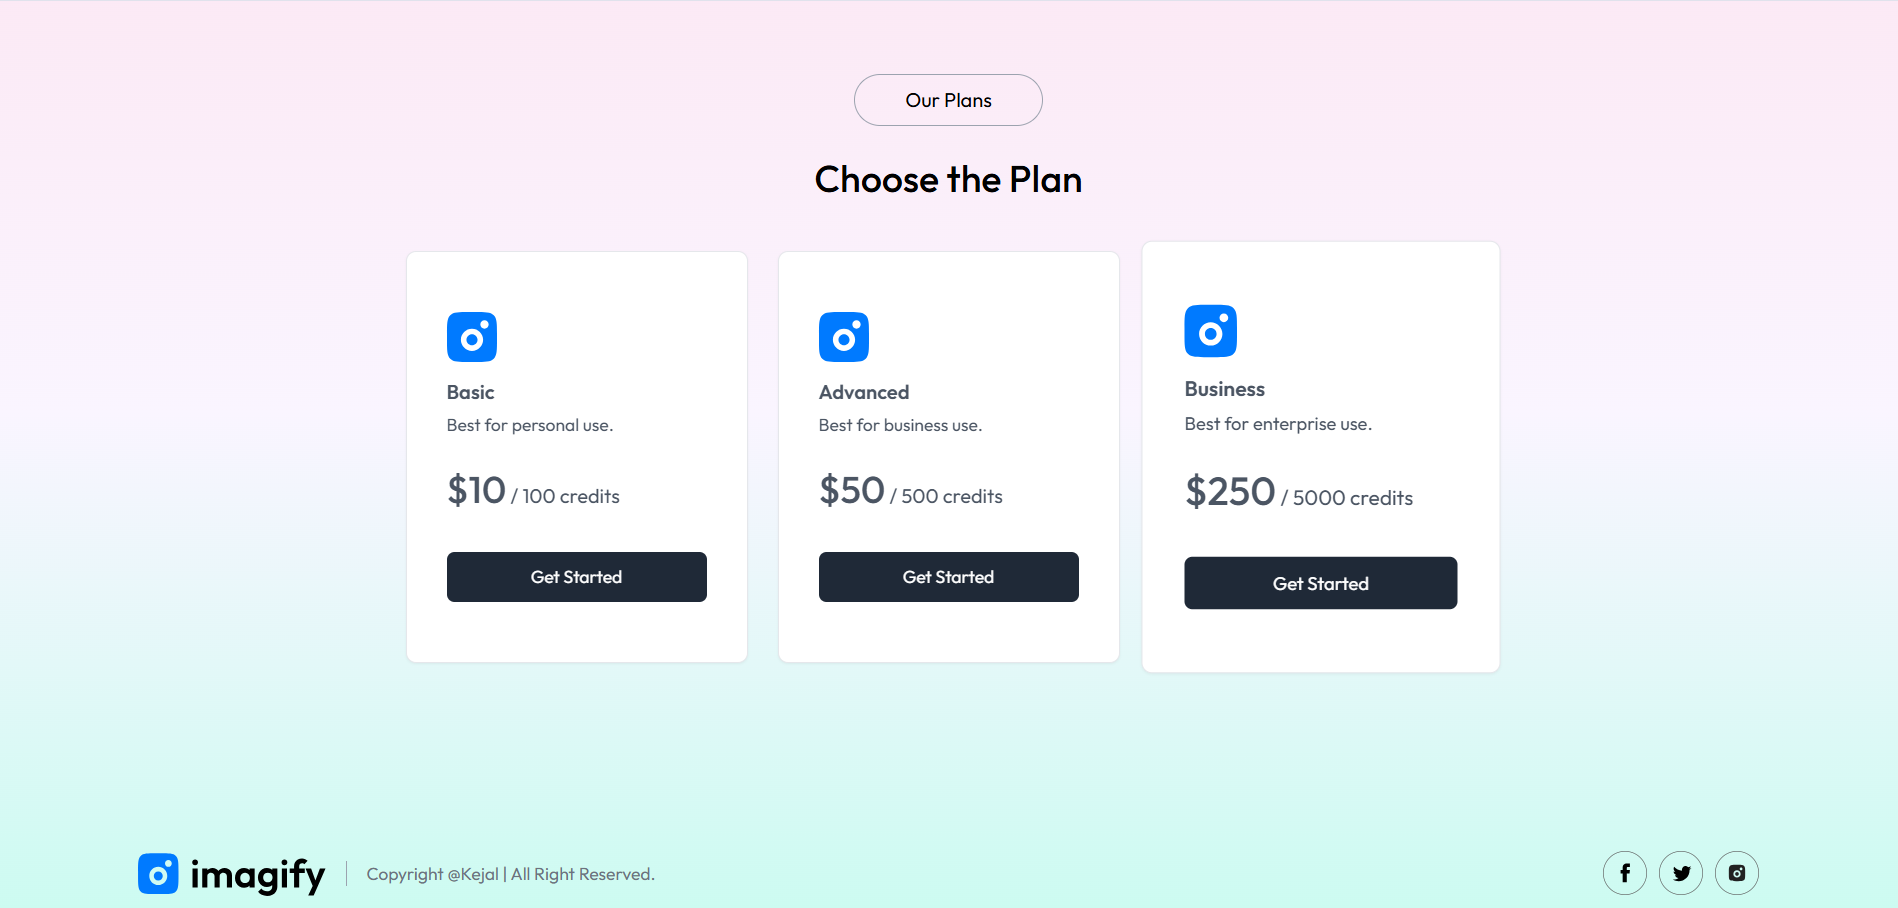 Our Plans
Choose the Plan
Basic
Best for personal use.
$10 / 100 credits
Get Started
Advanced
Best for business use.
$50 / 500 credits
Get Started
Business
Best for enterprise use.
$250 / 5000 credits
Get Started
imagify
Copyright @Kejal | All Right Reserved.